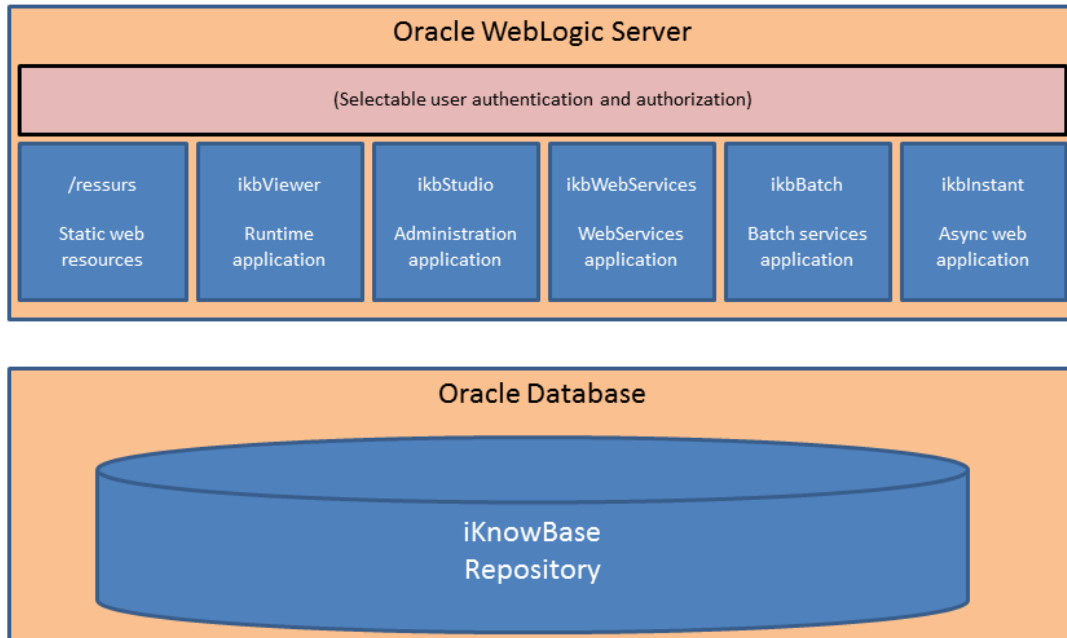 Oracle WebLogic Server
(Selectable user authentication and authorization)
/ressurs
Static web
resources
ikbViewer
Runtime
application
ikbStudio
Administration
application
ikbWebServices
WebServices
application
ikbBatch
Batch services
application
ikbInstant
Async web
application
Oracle Database
iKnowBase
Repository